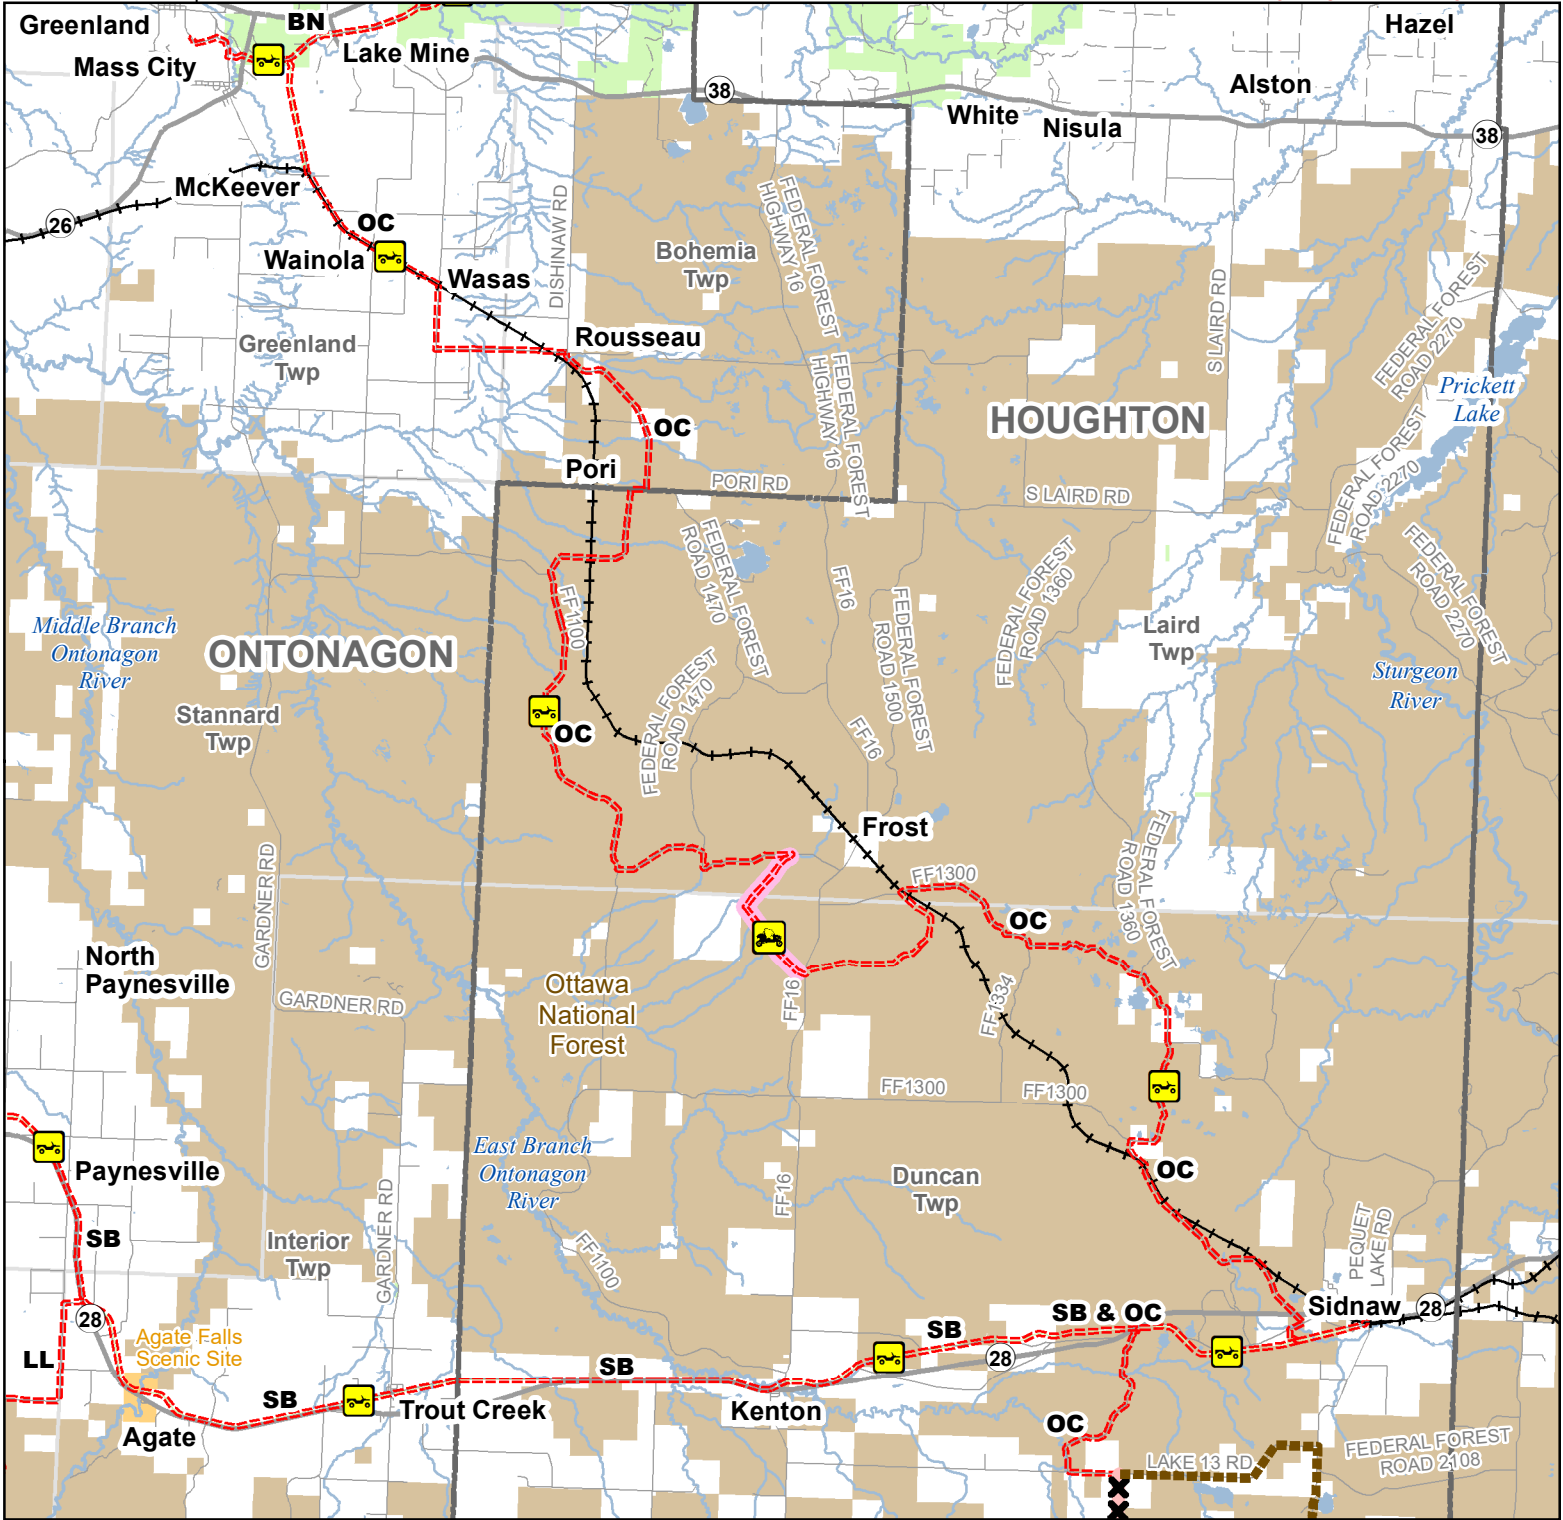 Greenland
BN
Hazel
Mass City
Lake Mine
38
Alston
White
Nisula
38
McKeever
26
OC
Wainola
Wasas
DISHINAW RD
Bohemia
Twp
FEDERAL FOREST
HIGHWAY 16
S LAIRD RD
FEDERAL FOREST
ROAD 2270
Greenland
Twp
Rousseau
FEDERAL FOREST
HIGHWAY 16
HOUGHTON
Prickett
Lake
OC
Pori
PORI RD
S LAIRD RD
FEDERAL FOREST
ROAD 2270
FEDERAL FOREST
ROAD 1470
FF16
FEDERAL FOREST
ROAD 1360
FEDERAL FOREST
ROAD 2270
FF1100
FEDERAL FOREST
ROAD 1500
Middle Branch
Ontonagon
River
ONTONAGON
Laird
Twp
Sturgeon
River
Stannard
Twp
OC
FEDERAL FOREST
ROAD 1470
FF16
Frost
FEDERAL FOREST
ROAD 1360
GARDNER RD
FF1300
OC
North
Paynesville
GARDNER RD
Ottawa
National
Forest
FF16
FF1334
FF1300
FF1300
Paynesville
East Branch
Ontonagon
River
FF16
Duncan
Twp
OC
SB
Interior
Twp
GARDNER RD
FF1100
PEQUET
LAKE RD
28
Agate Falls
Scenic Site
SB
SB & OC
Sidnaw
28
LL
SB
SB
28
Trout Creek
Kenton
Agate
OC
LAKE 13 RD
FEDERAL FOREST
ROAD 2108